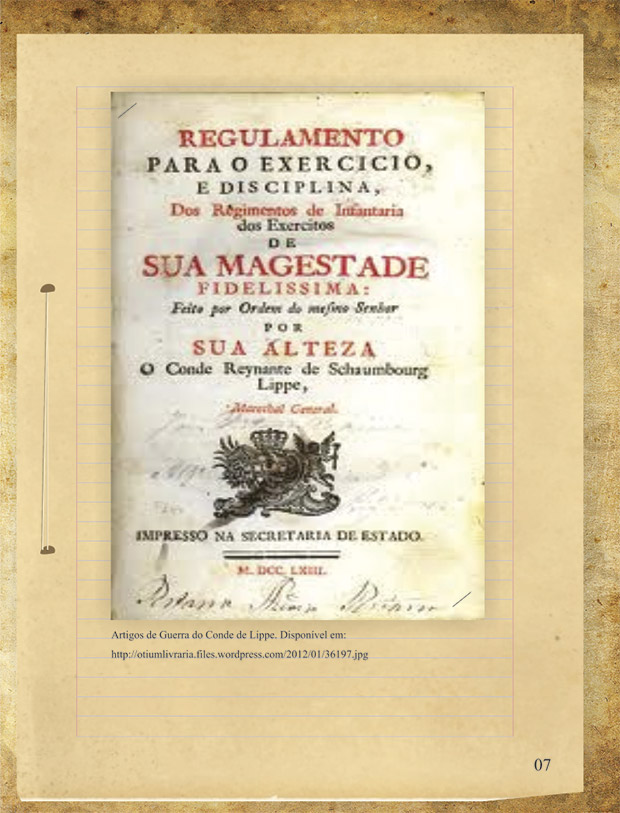 REGULAMENTO
PARA O EXERCICIO,
E DISCIPLINA,
Dos Regimentos de Infantaria
dos Exercitos
DE
SUA MAGESTADE
FIDELISSIMA:
Feito por Ordem do meſmo Senhor
POR
SUA ALTEZA
O Conde Reynante de Schaumbourg
Lippe,
Marechal General.
IMPRESSO NA SECRETARIA DE ESTADO.
M. DCC. LXIII.
Artigos de Guerra do Conde de Lippe. Disponível em:
http://otiumlivraria.files.wordpress.com/2012/01/36197.jpg
07